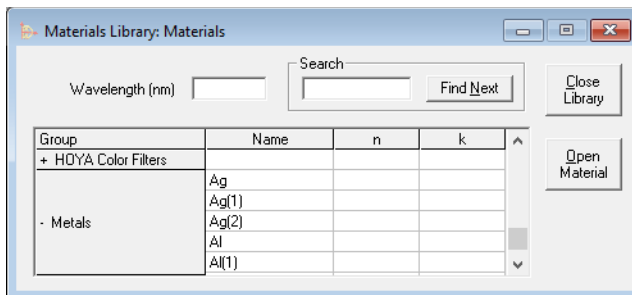 Materials Library: Materials
Wavelength (nm)
Search
Find Next
Close Library
Open Material
Group Name n k
+ HOYA Color Filters
- Metals
Ag
Ag(1)
Ag(2)
Al
Al(1)